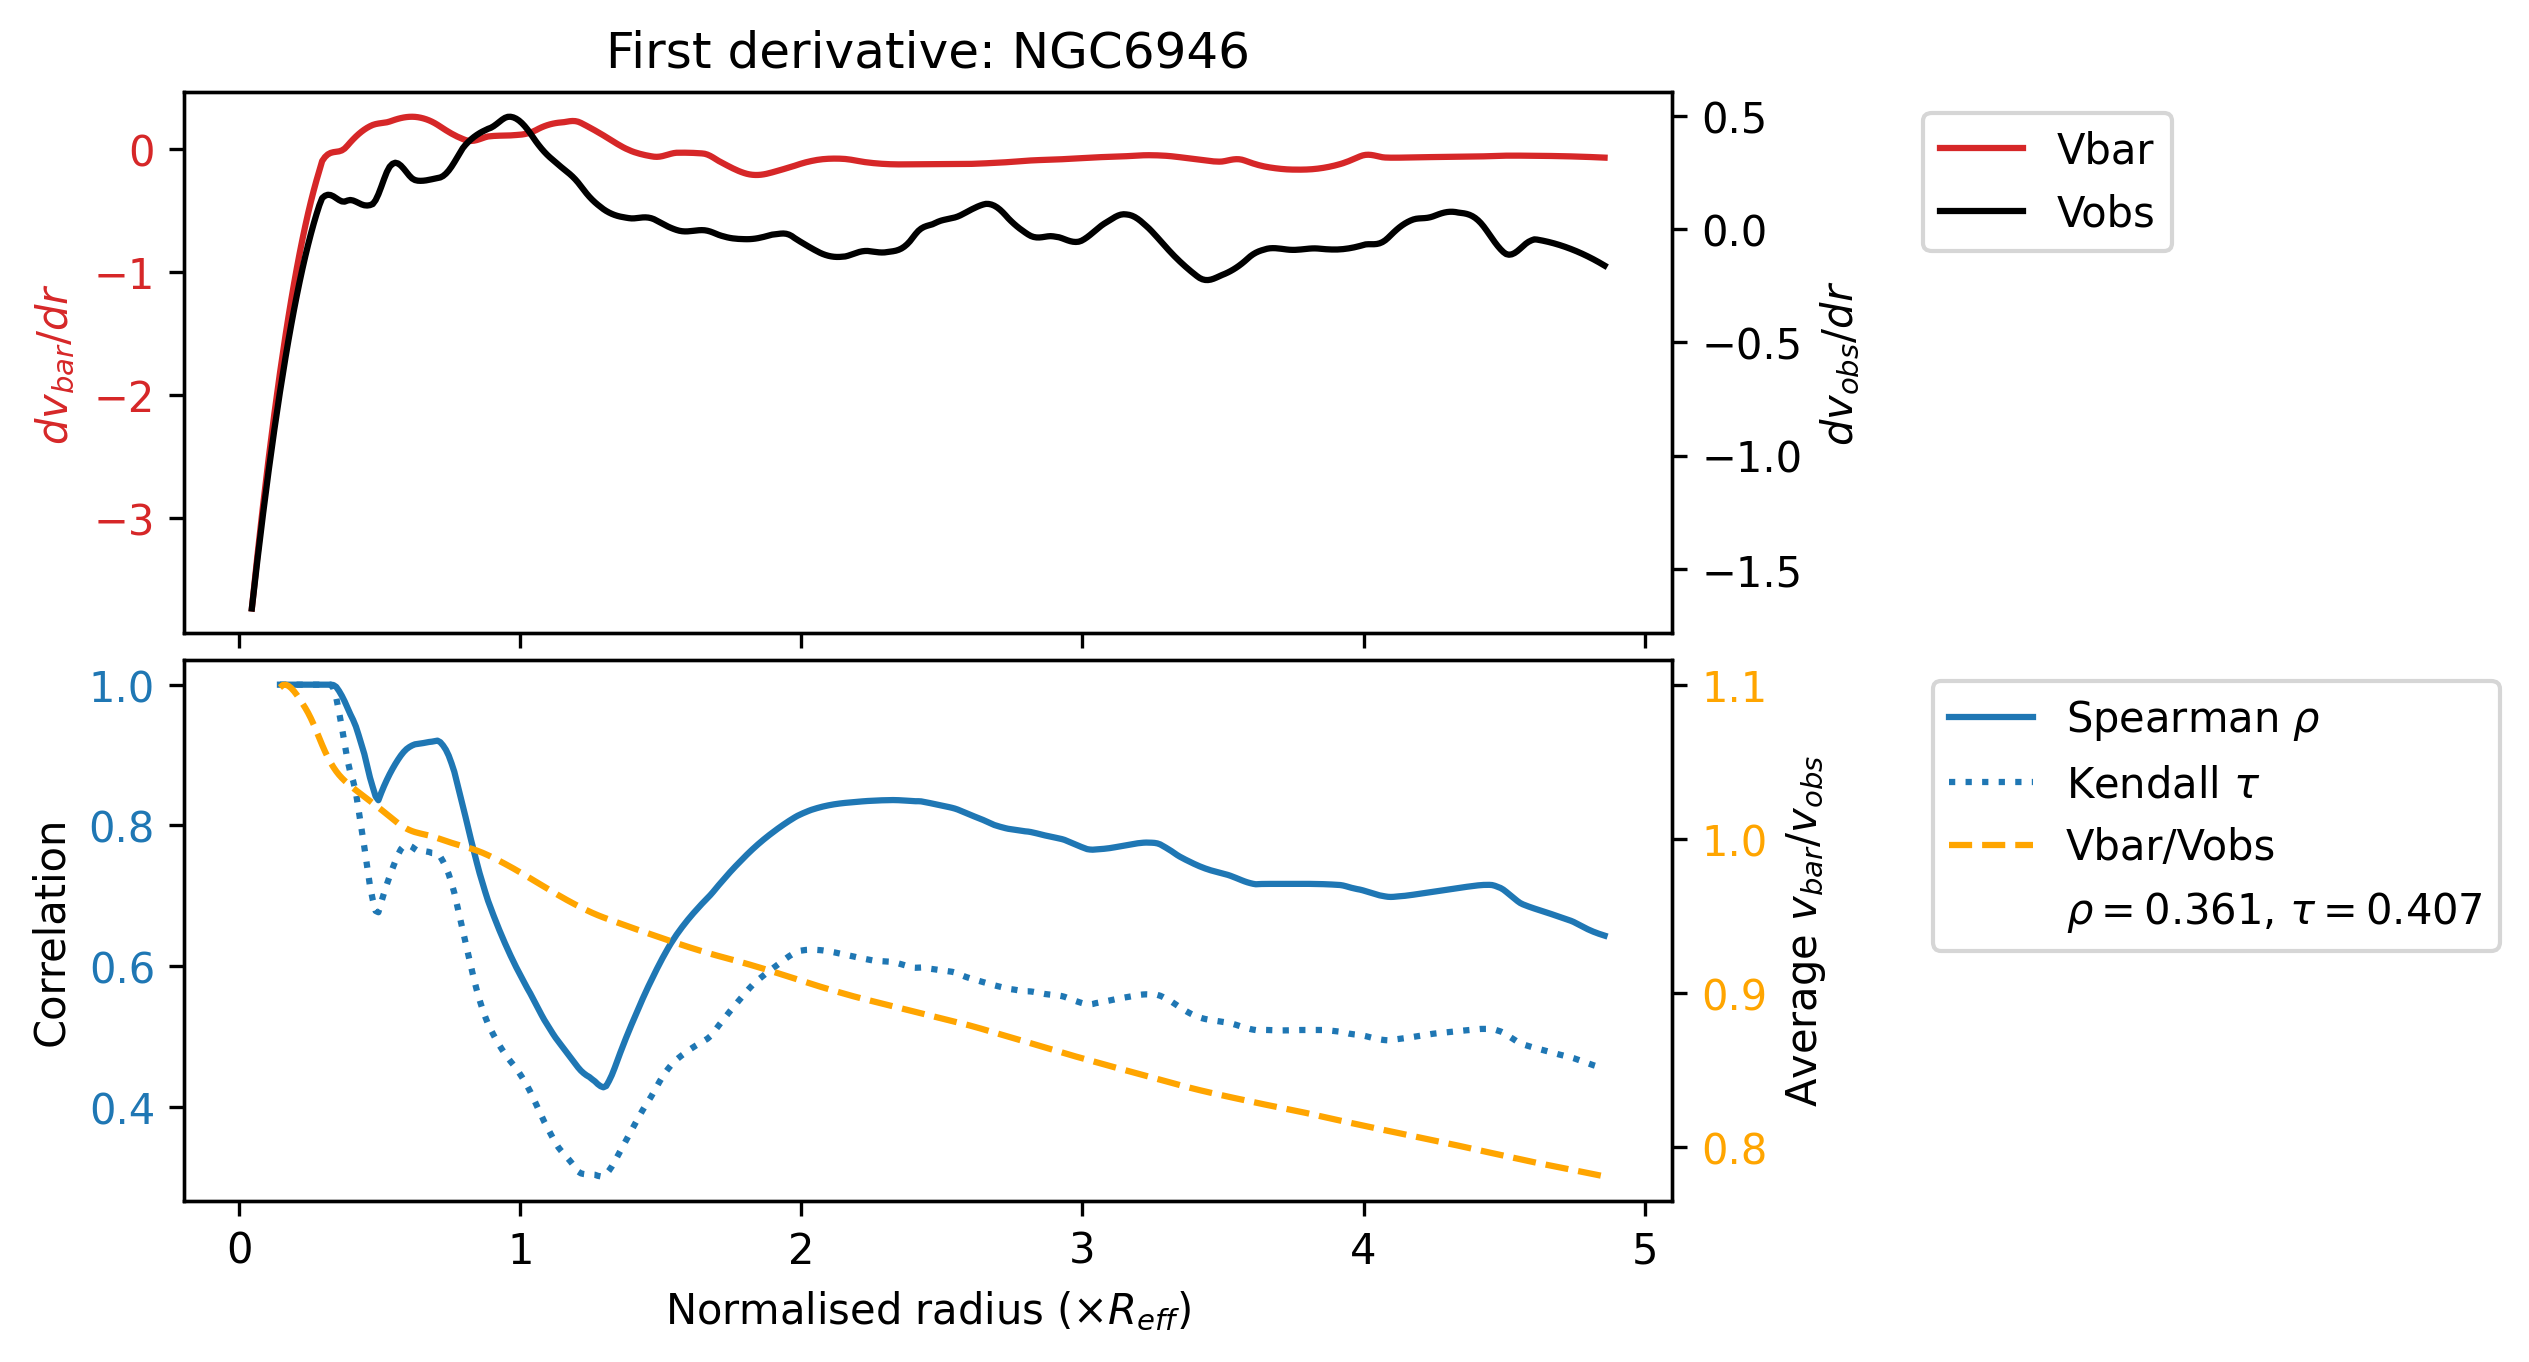 First derivative: NGC6946
0
−1
−2
−3
dv_bar/dr
0.5
0.0
−0.5
−1.0
−1.5
dv_obs/dr
Vbar
Vobs
1.0
0.8
0.6
0.4
Correlation
1.1
1.0
0.9
0.8
Average v_bar/v_obs
Spearman ρ
Kendall τ
Vbar/Vobs
ρ = 0.361, τ = 0.407
0 1 2 3 4 5
Normalised radius (×R_eff)